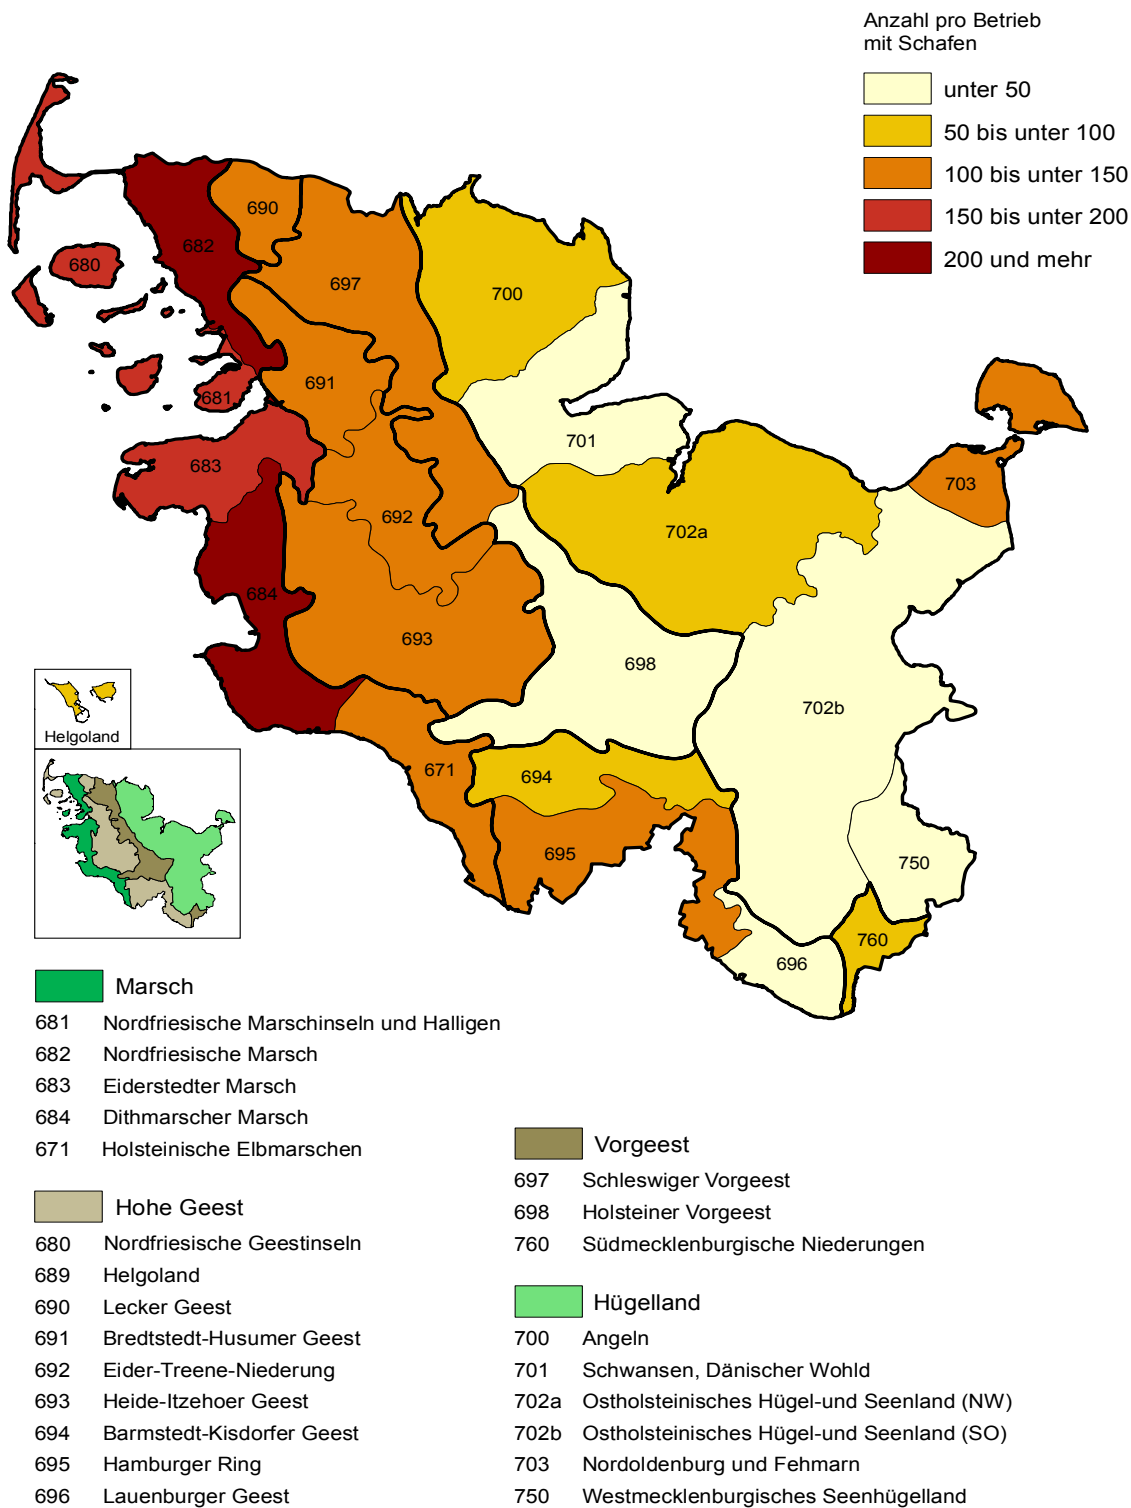 Anzahl pro Betrieb
mit Schafen
unter 50
50 bis unter 100
100 bis unter 150
150 bis unter 200
200 und mehr
690
682
680
697
700
691
681
701
683
703
692
702a
684
693
698
702b
Helgoland
671
694
695
750
760
696
Marsch
681 Nordfriesische Marschinseln und Halligen
682 Nordfriesische Marsch
683 Eiderstedter Marsch
684 Dithmarscher Marsch
671 Holsteinische Elbmarschen
Hohe Geest
680 Nordfriesische Geestinseln
689 Helgoland
690 Lecker Geest
691 Bredtstedt-Husumer Geest
692 Eider-Treene-Niederung
693 Heide-Itzehoer Geest
694 Barmstedt-Kisdorfer Geest
695 Hamburger Ring
696 Lauenburger Geest
Vorgeest
697 Schleswiger Vorgeest
698 Holsteiner Vorgeest
760 Südmecklenburgische Niederungen
Hügelland
700 Angeln
701 Schwansen, Dänischer Wohld
702a Ostholsteinisches Hügel-und Seenland (NW)
702b Ostholsteinisches Hügel-und Seenland (SO)
703 Nordoldenburg und Fehmarn
750 Westmecklenburgisches Seenhügelland